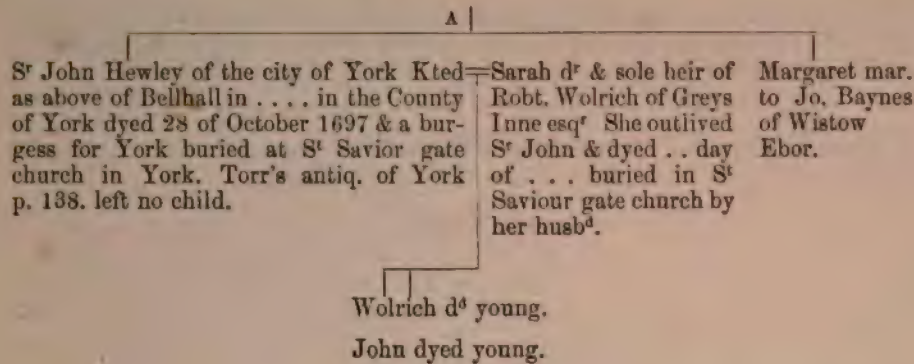 A
Sʳ John Hewley of the city of York Kted
as above of Bellhall in . . . . in the County
of York dyed 28 of October 1697 & a bur-
gess for York buried at Sᵗ Savior gate
church in York. Torr's antiq. of York
p. 138. left no child.
Sarah dʳ & sole heir of
Robt. Wolrich of Greys
Inne esqʳ She outlived
Sʳ John & dyed . . day
of . . . buried in Sᵗ
Saviour gate church by
her husbᵈ.
Margaret mar.
to Jo. Baynes
of Wistow
Ebor.
Wolrich dᵈ young.
John dyed young.